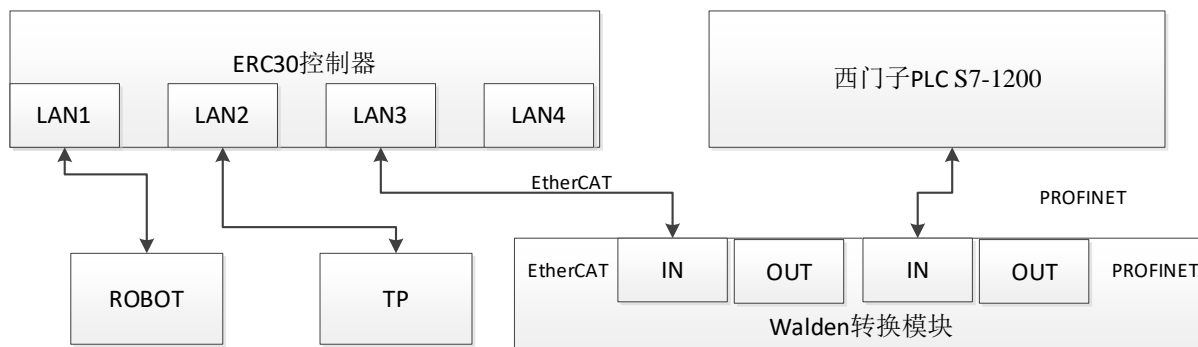 ERC30控制器
LAN1
LAN2
LAN3
LAN4
西门子PLC S7-1200
EtherCAT
PROFINET
ROBOT
TP
EtherCAT
IN
OUT
IN
OUT
PROFINET
Walden转换模块